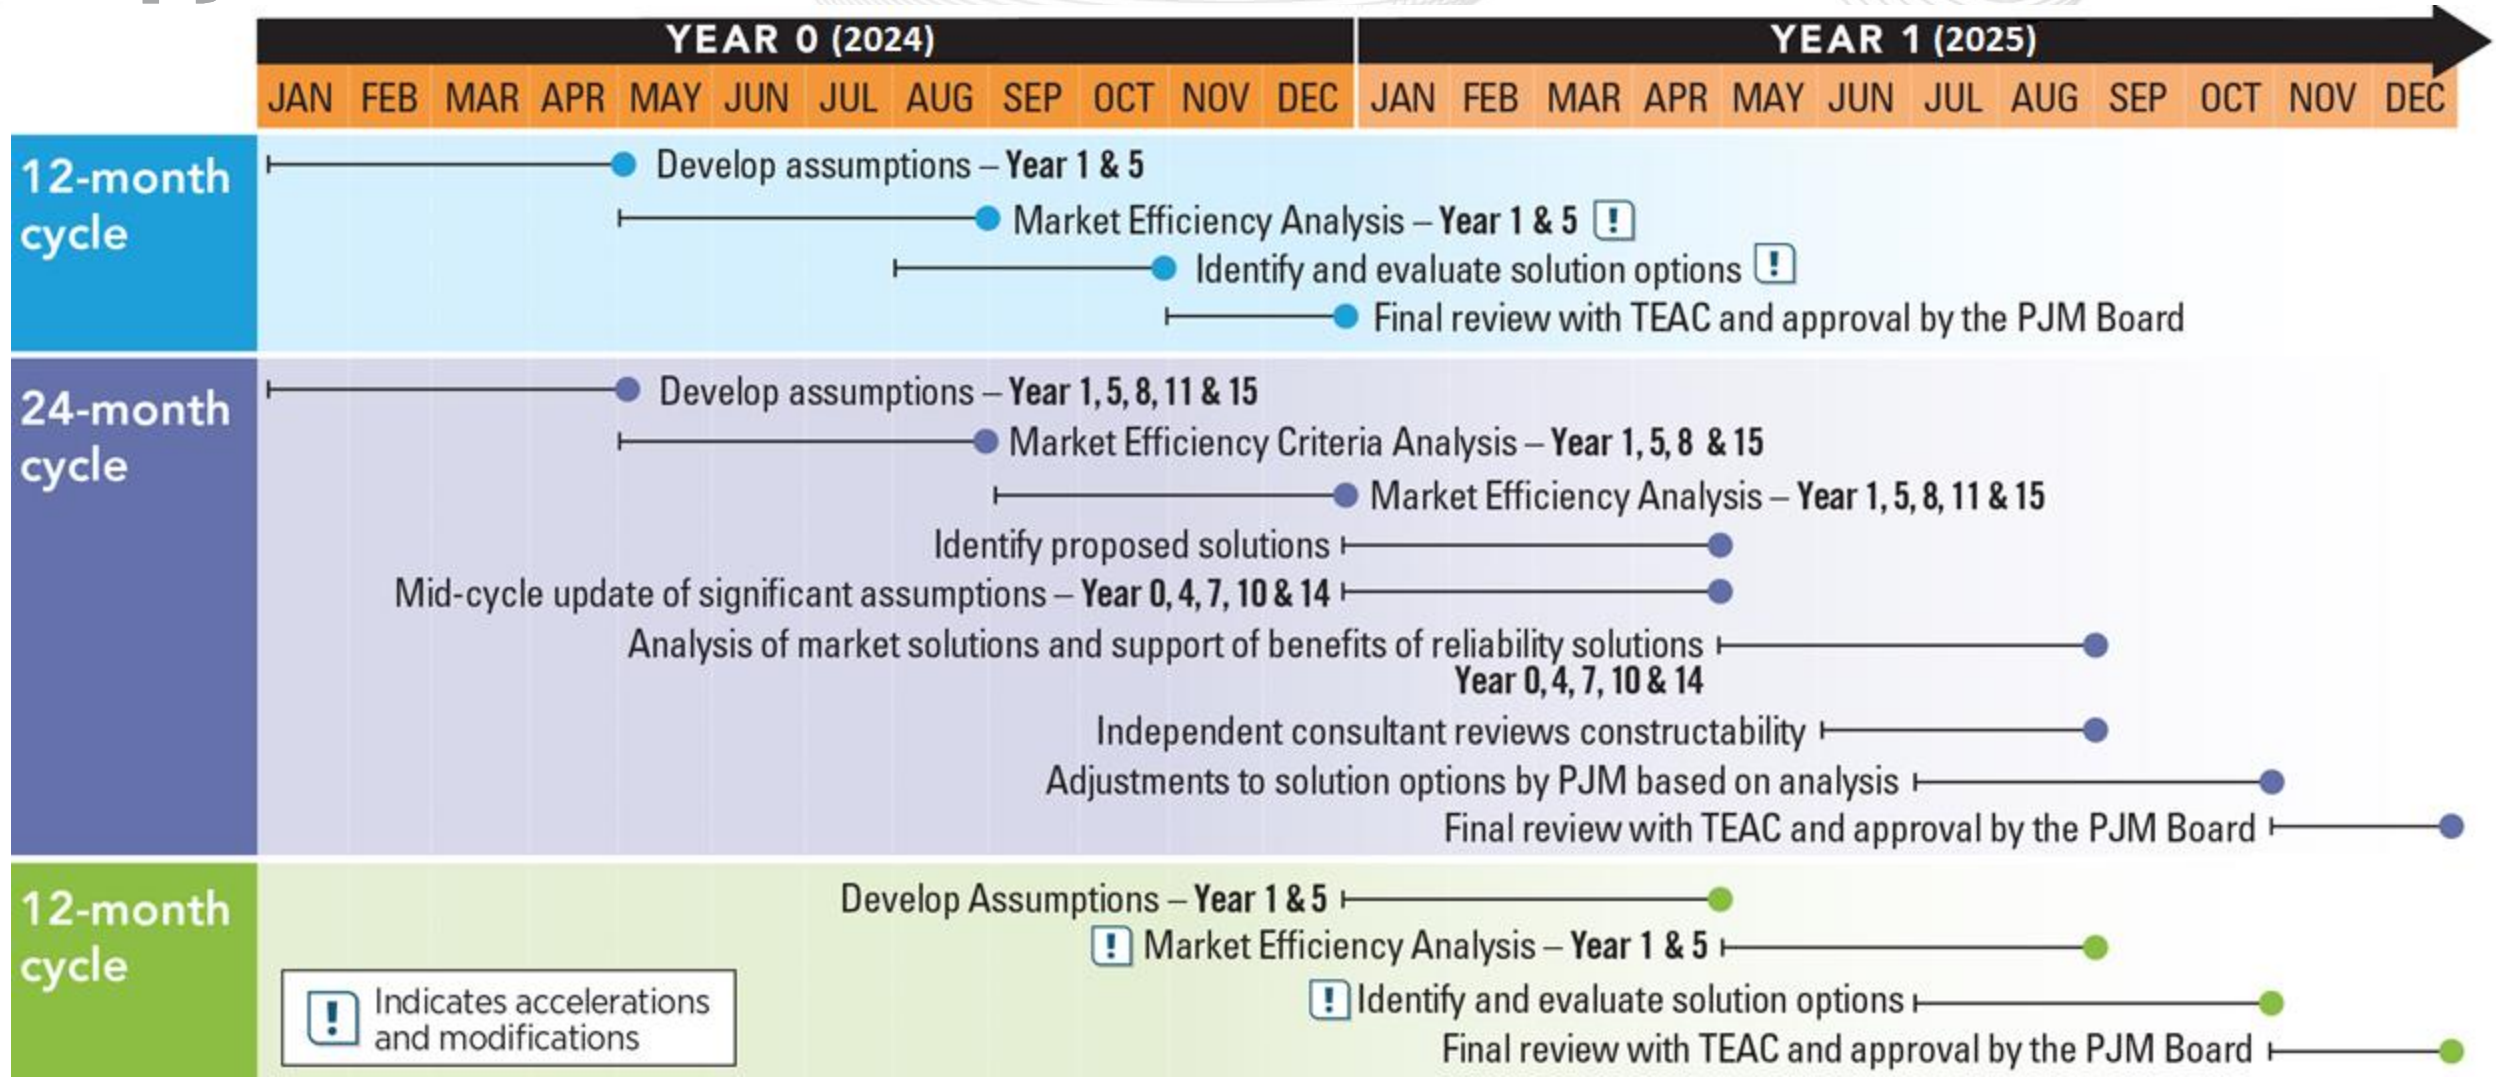 YEAR 0 (2024) YEAR 1 (2025)
JAN FEB MAR APR MAY JUN JUL AUG SEP OCT NOV DEC JAN FEB MAR APR MAY JUN JUL AUG SEP OCT NOV DEC
12-month
cycle
Develop assumptions – Year 1 & 5
Market Efficiency Analysis – Year 1 & 5 !
Identify and evaluate solution options !
Final review with TEAC and approval by the PJM Board
24-month
cycle
Develop assumptions – Year 1, 5, 8, 11 & 15
Market Efficiency Criteria Analysis – Year 1, 5, 8 & 15
Market Efficiency Analysis – Year 1, 5, 8, 11 & 15
Identify proposed solutions
Mid-cycle update of significant assumptions – Year 0, 4, 7, 10 & 14
Analysis of market solutions and support of benefits of reliability solutions
Year 0, 4, 7, 10 & 14
Independent consultant reviews constructability
Adjustments to solution options by PJM based on analysis
Final review with TEAC and approval by the PJM Board
12-month
cycle
Develop Assumptions – Year 1 & 5
! Market Efficiency Analysis – Year 1 & 5
! Identify and evaluate solution options
Final review with TEAC and approval by the PJM Board
! Indicates accelerations
and modifications